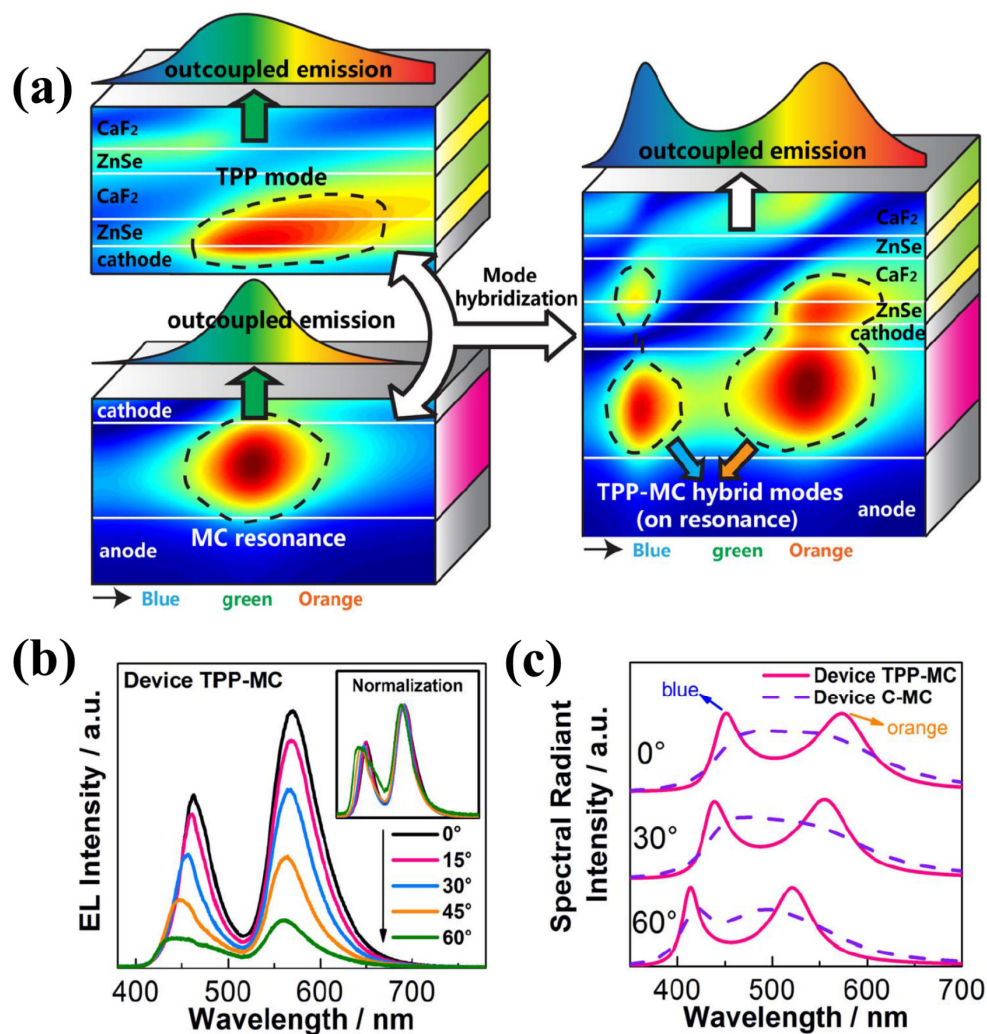 (a)
outcoupled emission
CaF₂
ZnSe
TPP mode
CaF₂
ZnSe
cathode
outcoupled emission
cathode
MC resonance
anode
Blue green Orange
Mode
hybridization
outcoupled emission
CaF₂
ZnSe
CaF₂
ZnSe
cathode
TPP-MC hybrid modes
(on resonance)
anode
Blue green Orange
(b)
Device TPP-MC
Normalization
0°
15°
30°
45°
60°
EL Intensity / a.u.
400 500 600 700
Wavelength / nm
(c)
Device TPP-MC
Device C-MC
blue
orange
0°
30°
60°
Spectral Radiant
Intensity / a.u.
400 500 600 700
Wavelength / nm